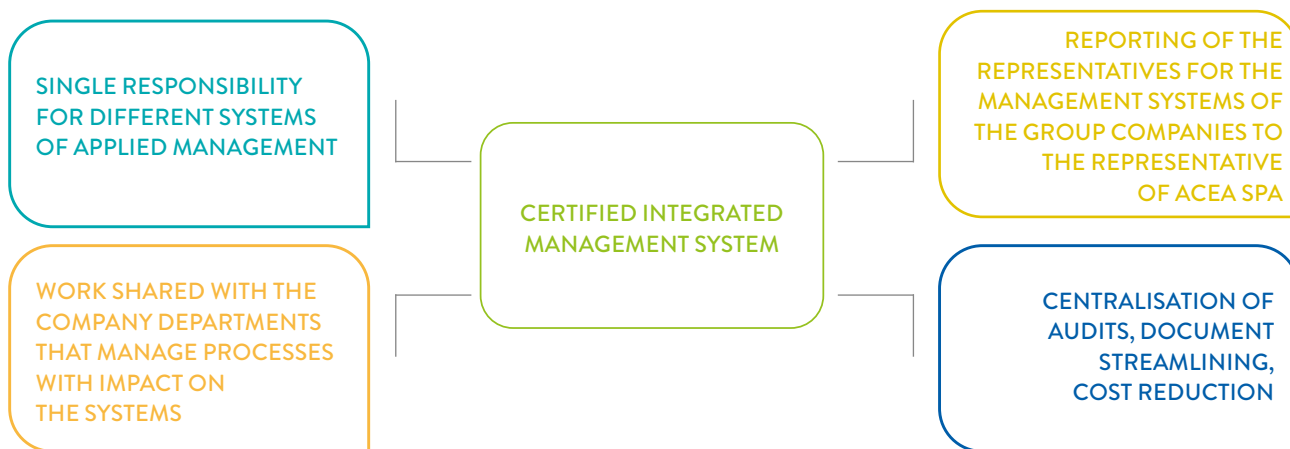 SINGLE RESPONSIBILITY
FOR DIFFERENT SYSTEMS
OF APPLIED MANAGEMENT
REPORTING OF THE
REPRESENTATIVES FOR THE
MANAGEMENT SYSTEMS OF
THE GROUP COMPANIES TO
THE REPRESENTATIVE
OF ACEA SPA
CERTIFIED INTEGRATED
MANAGEMENT SYSTEM
WORK SHARED WITH THE
COMPANY DEPARTMENTS
THAT MANAGE PROCESSES
WITH IMPACT ON
THE SYSTEMS
CENTRALISATION OF
AUDITS, DOCUMENT
STREAMLINING,
COST REDUCTION